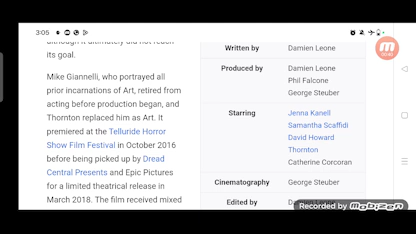 3:05
although it ultimately did not reach
its goal.
Mike Giannelli, who portrayed all
prior incarnations of Art, retired from
acting before production began, and
Thornton replaced him as Art. It
premiered at the Telluride Horror
Show Film Festival in October 2016
before being picked up by Dread
Central Presents and Epic Pictures
for a limited theatrical release in
March 2018. The film received mixed
Written by Damien Leone
Produced by Damien Leone
Phil Falcone
George Steuber
Starring Jenna Kanell
Samantha Scaffidi
David Howard
Thornton
Catherine Corcoran
Cinematography George Steuber
Edited by Damien Leone
Recorded by MOBIZEN